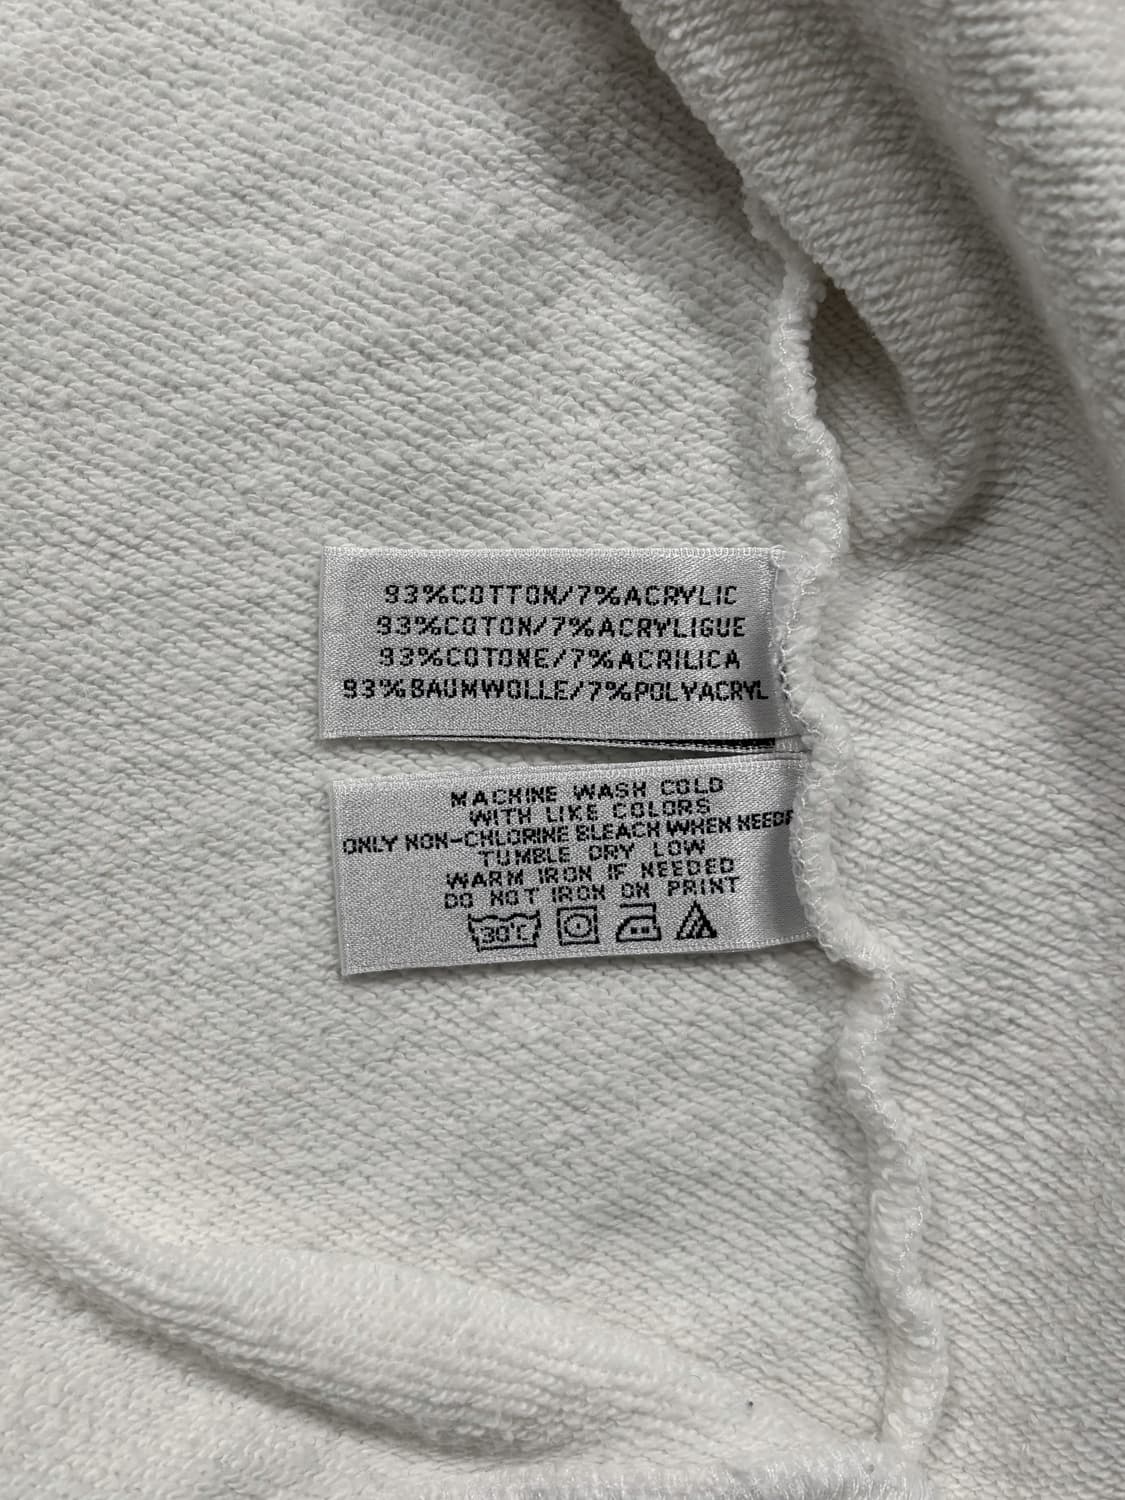 93%COTTON/7%ACRYLIC
93%COTON/7%ACRYLIGUE
93%COTONE/7%ACRILICA
93%BAUMWOLLE/7%POLYACRYL
MACHINE WASH COLD
WITH LIKE COLORS
ONLY NON-CHLORINE BLEACH WHEN
TUMBLE DRY LOW
WARM IRON IF NEEDED
DO NOT IRON ON PRINT
30°C